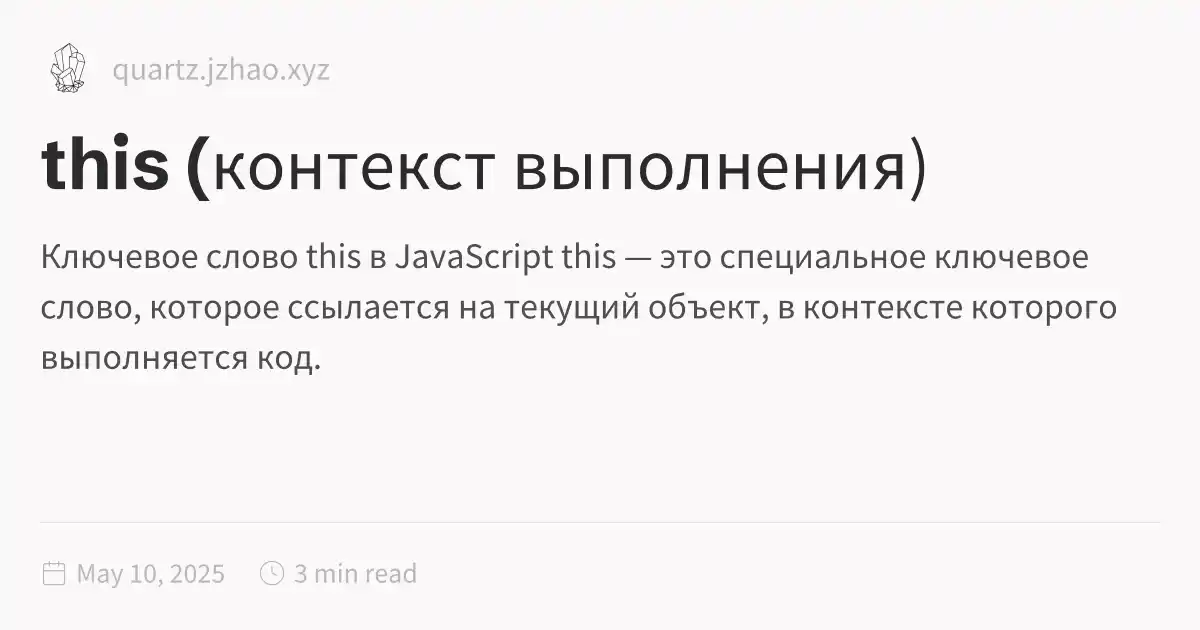 quartz.jzhao.xyz
this (контекст выполнения)
Ключевое слово this в JavaScript this — это специальное ключевое
слово, которое ссылается на текущий объект, в контексте которого
выполняется код.
May 10, 2025 3 min read